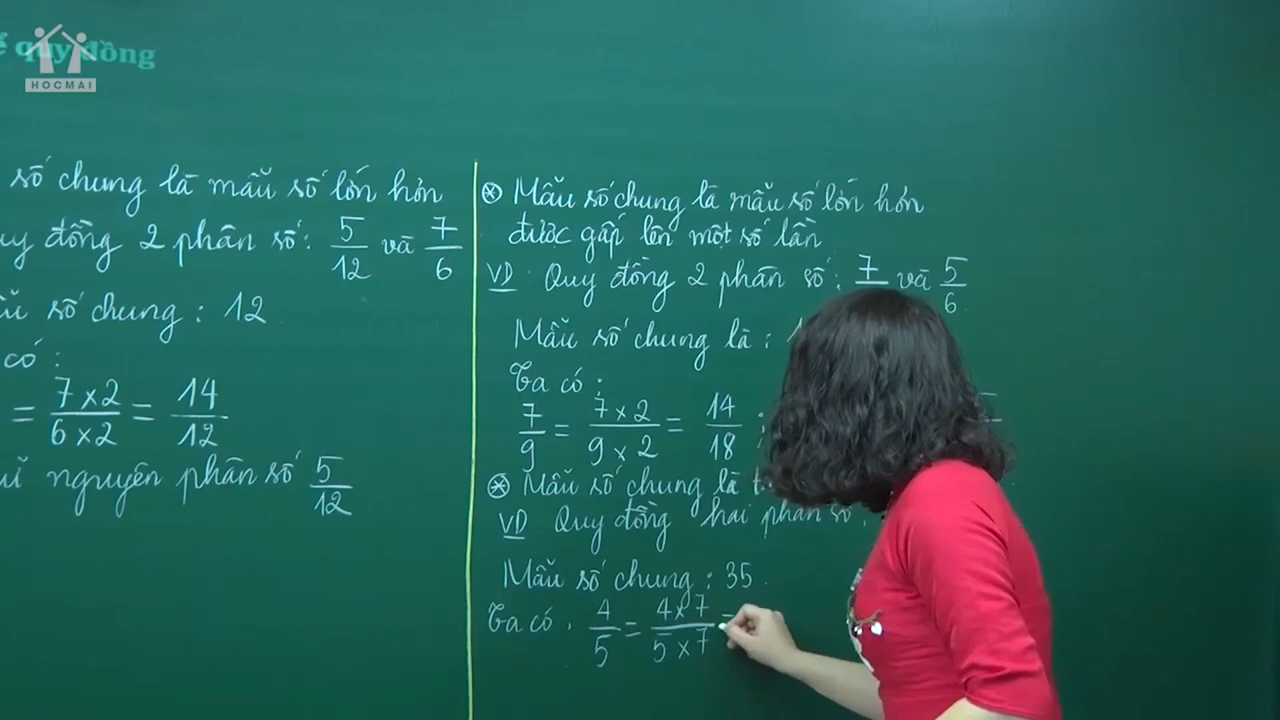 quy đồng
HOCMAI
số chung là mẫu số lớn hơn
uy đồng 2 phân số: 5/12 và 7/6
số chung : 12
có :
= 7 x 2 / 6 x 2 = 14/12
nguyên phân số 5/12
⊛ Mẫu số chung là mẫu số lớn hơn
được gấp lên một số lần
VD. Quy đồng 2 phân số : 7 và 5/6
Mẫu số chung là : 1
Ta có :
7/9 = 7 x 2 / 9 x 2 = 14/18 ;
⊛ Mẫu số chung là t
VD Quy đồng hai phân số :
Mẫu số chung : 35
Ta có . 4/5 = 4 x 7 / 5 x 7 =